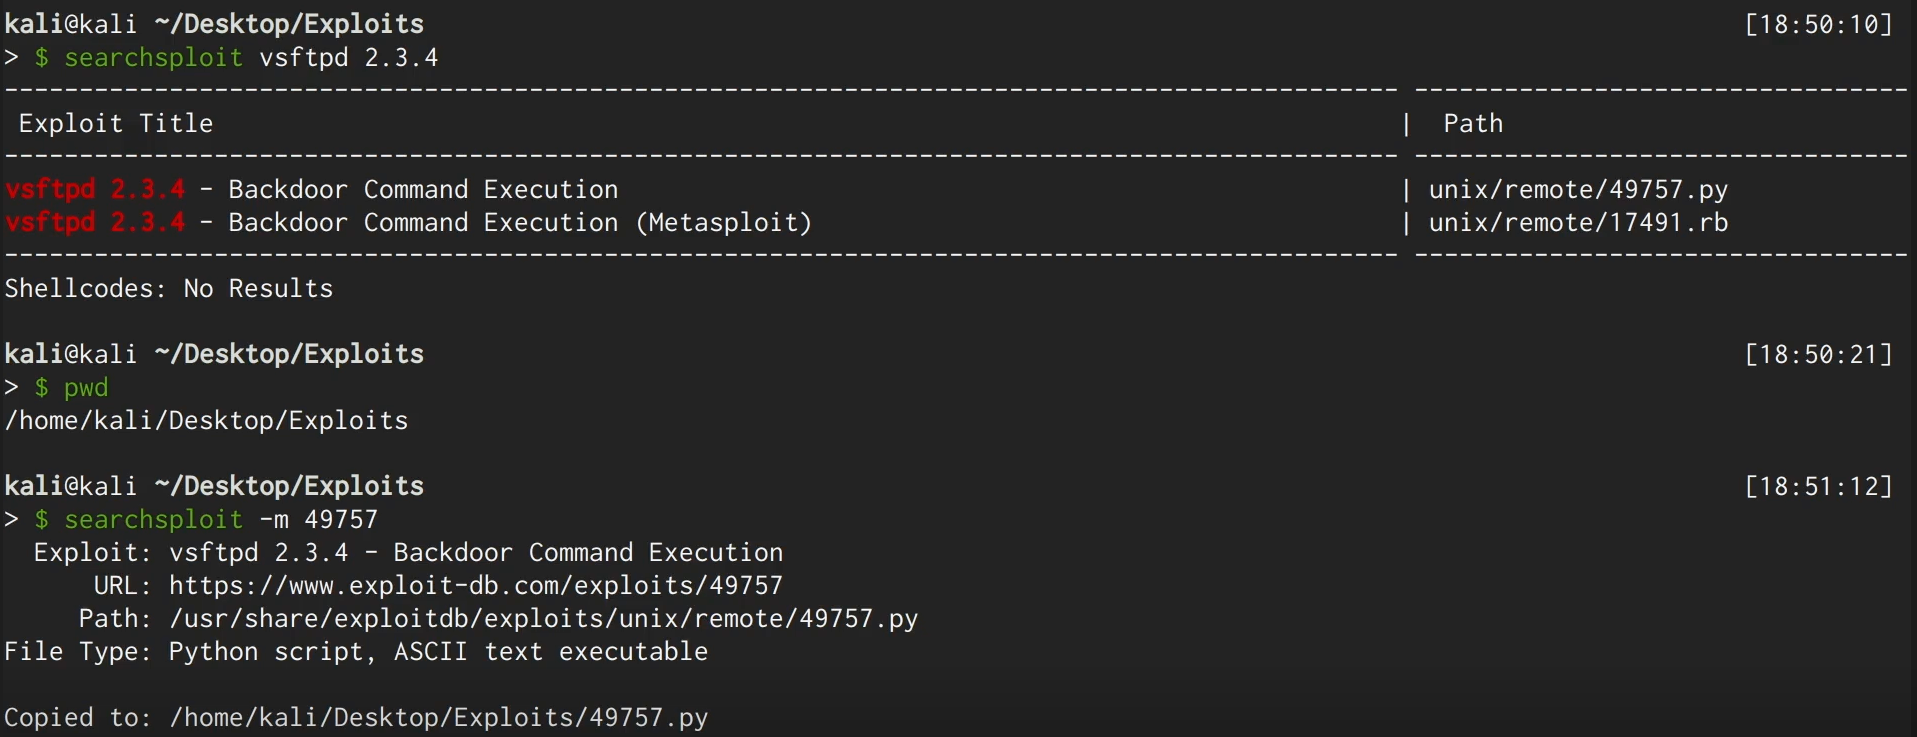 kali@kali ~/Desktop/Exploits [18:50:10]
> $ searchsploit vsftpd 2.3.4
--------------------------------------------------------------------------------------------- ---------------------------------
 Exploit Title | Path
--------------------------------------------------------------------------------------------- ---------------------------------
vsftpd 2.3.4 - Backdoor Command Execution | unix/remote/49757.py
vsftpd 2.3.4 - Backdoor Command Execution (Metasploit) | unix/remote/17491.rb
--------------------------------------------------------------------------------------------- ---------------------------------
Shellcodes: No Results
kali@kali ~/Desktop/Exploits [18:50:21]
> $ pwd
/home/kali/Desktop/Exploits
kali@kali ~/Desktop/Exploits [18:51:12]
> $ searchsploit -m 49757
Exploit: vsftpd 2.3.4 - Backdoor Command Execution
URL: https://www.exploit-db.com/exploits/49757
Path: /usr/share/exploitdb/exploits/unix/remote/49757.py
File Type: Python script, ASCII text executable
Copied to: /home/kali/Desktop/Exploits/49757.py